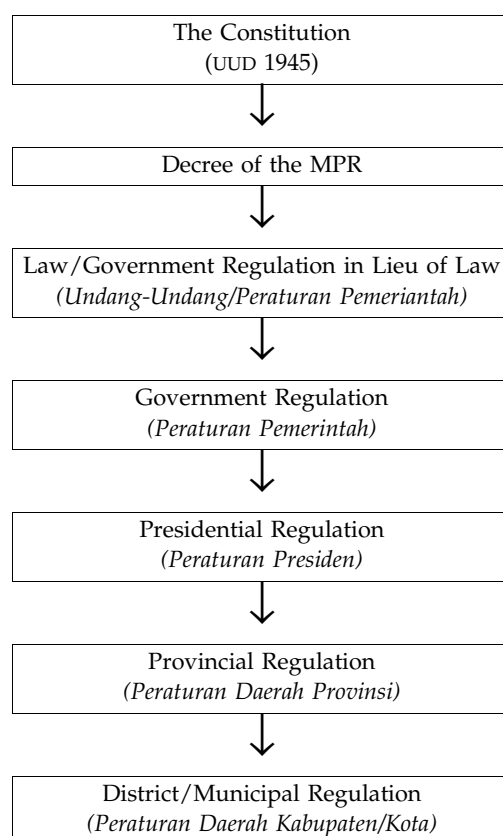 The Constitution
(UUD 1945)
Decree of the MPR
Law/Government Regulation in Lieu of Law
(Undang-Undang/Peraturan Pemeriantah)
Government Regulation
(Peraturan Pemerintah)
Presidential Regulation
(Peraturan Presiden)
Provincial Regulation
(Peraturan Daerah Provinsi)
District/Municipal Regulation
(Peraturan Daerah Kabupaten/Kota)